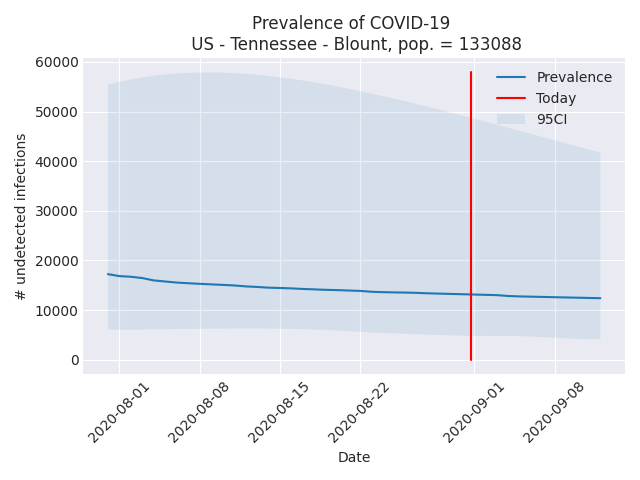 Prevalence of COVID-19
US - Tennessee - Blount, pop. = 133088
Prevalence
Today
95CI
# undetected infections
60000
50000
40000
30000
20000
10000
0
2020-08-01
2020-08-08
2020-08-15
2020-08-22
2020-09-01
2020-09-08
Date